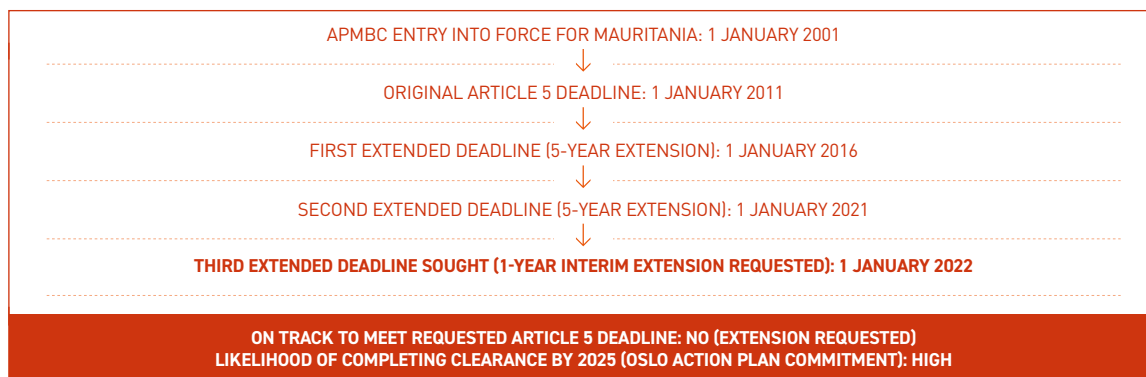 APMBC ENTRY INTO FORCE FOR MAURITANIA: 1 JANUARY 2001
ORIGINAL ARTICLE 5 DEADLINE: 1 JANUARY 2011
FIRST EXTENDED DEADLINE (5-YEAR EXTENSION): 1 JANUARY 2016
SECOND EXTENDED DEADLINE (5-YEAR EXTENSION): 1 JANUARY 2021
THIRD EXTENDED DEADLINE SOUGHT (1-YEAR INTERIM EXTENSION REQUESTED): 1 JANUARY 2022
ON TRACK TO MEET REQUESTED ARTICLE 5 DEADLINE: NO (EXTENSION REQUESTED)
LIKELIHOOD OF COMPLETING CLEARANCE BY 2025 (OSLO ACTION PLAN COMMITMENT): HIGH